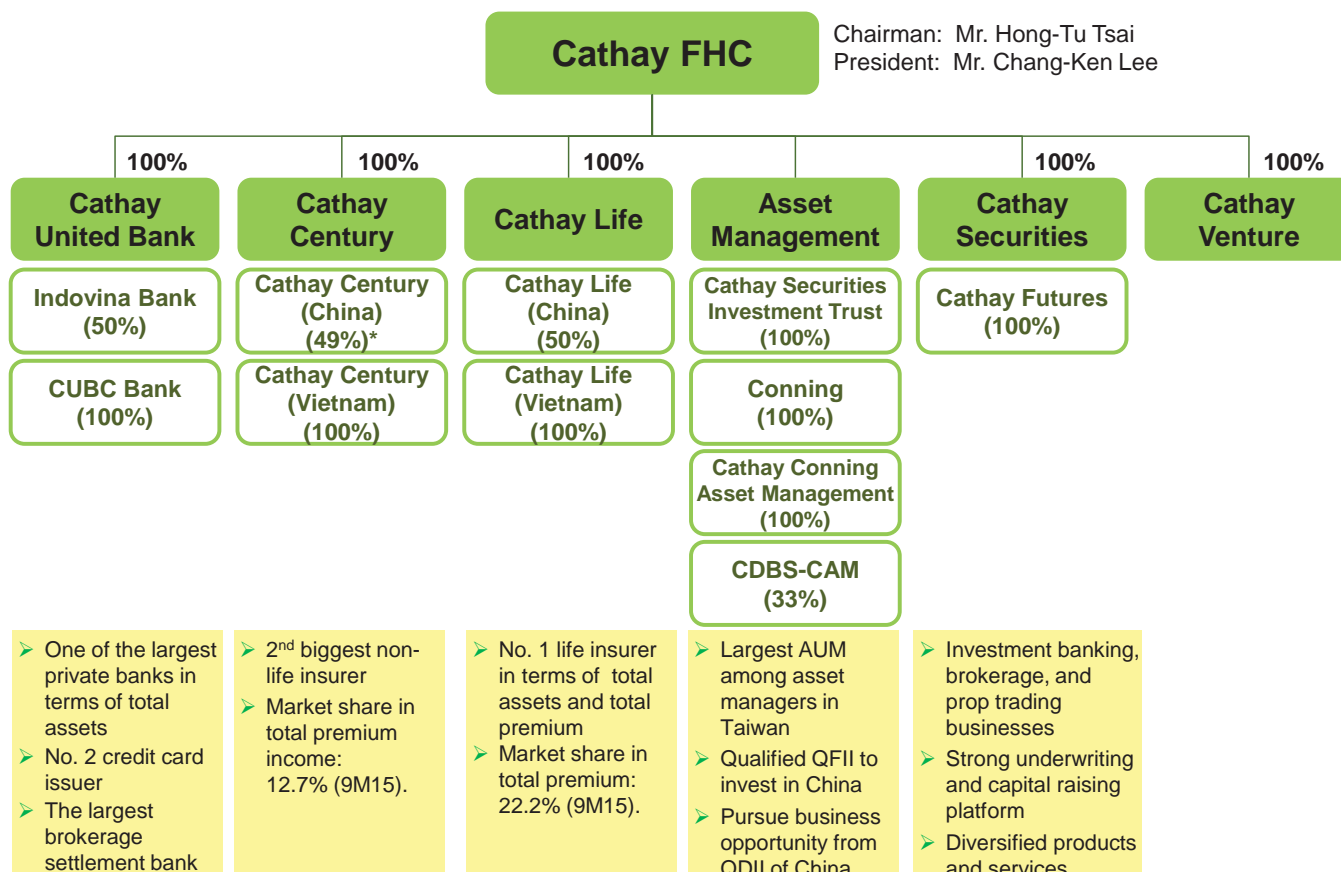 Cathay FHC
Chairman: Mr. Hong-Tu Tsai
President: Mr. Chang-Ken Lee
100%
100%
100%
100%
100%
Cathay
United Bank
Cathay
Century
Cathay Life
Asset
Management
Cathay
Securities
Cathay
Venture
Indovina Bank
(50%)
CUBC Bank
(100%)
Cathay Century
(China)
(49%)*
Cathay Century
(Vietnam)
(100%)
Cathay Life
(China)
(50%)
Cathay Life
(Vietnam)
(100%)
Cathay Securities
Investment Trust
(100%)
Conning
(100%)
Cathay Conning
Asset Management
(100%)
CDBS-CAM
(33%)
Cathay Futures
(100%)
➢ One of the largest
private banks in
terms of total
assets
➢ No. 2 credit card
issuer
➢ The largest
brokerage
settlement bank
➢ 2nd biggest non-
life insurer
➢ Market share in
total premium
income:
12.7% (9M15).
➢ No. 1 life insurer
in terms of total
assets and total
premium
➢ Market share in
total premium:
22.2% (9M15).
➢ Largest AUM
among asset
managers in
Taiwan
➢ Qualified QFII to
invest in China
➢ Pursue business
opportunity from
QDII of China
➢ Investment banking,
brokerage, and
prop trading
businesses
➢ Strong underwriting
and capital raising
platform
➢ Diversified products
and services